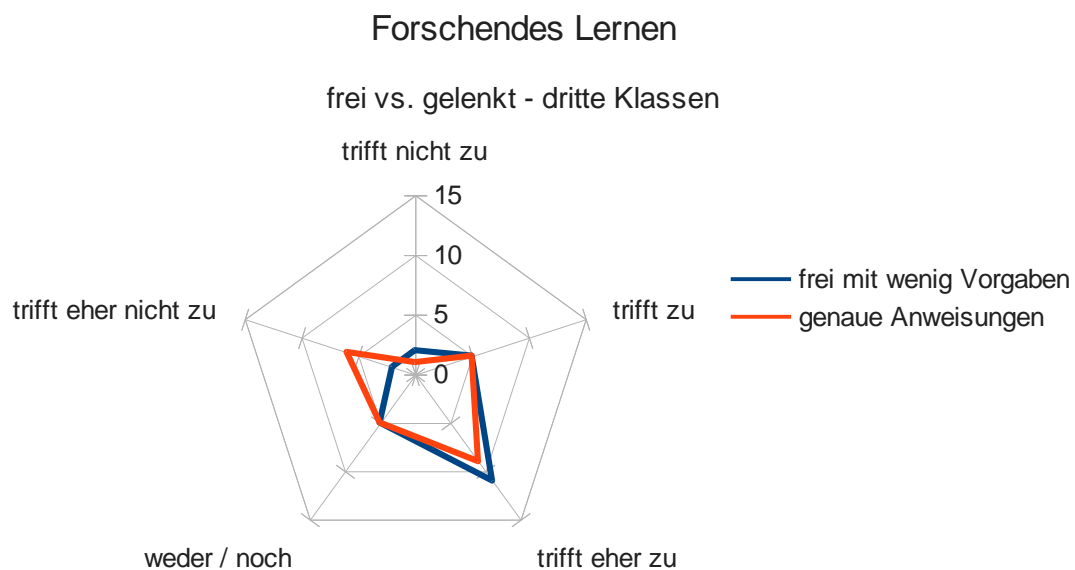 Forschendes Lernen
frei vs. gelenkt - dritte Klassen
trifft nicht zu
15
10
5
0
trifft eher nicht zu
trifft zu
frei mit wenig Vorgaben
genaue Anweisungen
weder / noch
trifft eher zu